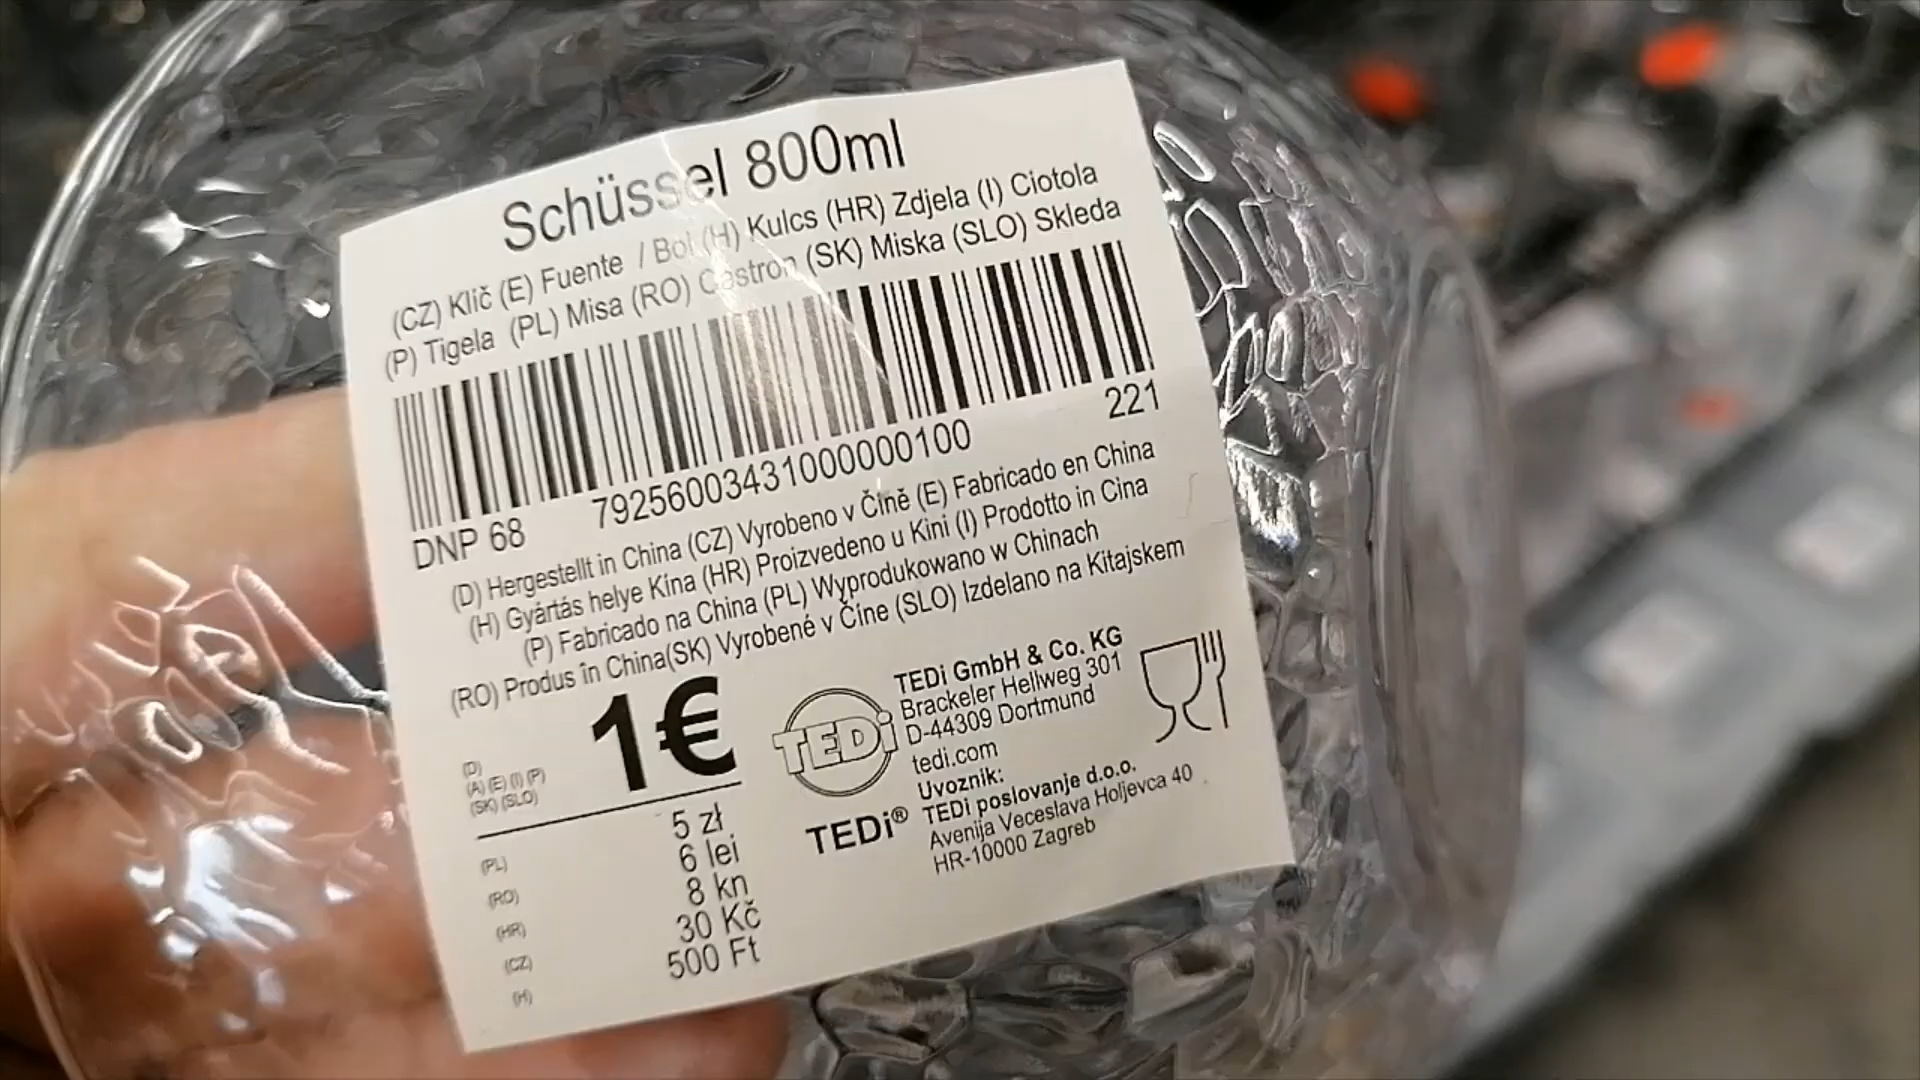 Schüssel 800ml
(CZ) Klíč (E) Fuente / Bol (H) Kulcs (HR) Zdjela (I) Ciotola
(P) Tigela (PL) Misa (RO) Castron (SK) Miska (SLO) Skleda
221
DNP 68 79256003431000000100
(D) Hergestellt in China (CZ) Vyrobeno v Číně (E) Fabricado en China
(H) Gyártás helye Kína (HR) Proizvedeno u Kini (I) Prodotto in Cina
(P) Fabricado na China (PL) Wyprodukowano w Chinach
(RO) Produs în China(SK) Vyrobené v Číne (SLO) Izdelano na Kitajskem
(D)
(A) (E) (I) (P)
(SK) (SLO)
1€
(PL) 5 zł
(RO) 6 lei
(HR) 8 kn
(CZ) 30 Kč
(H) 500 Ft
TEDi
TEDi®
TEDi GmbH & Co. KG
Brackeler Hellweg 301
D-44309 Dortmund
tedi.com
Uvoznik:
TEDi poslovanje d.o.o.
Avenija Veceslava Holjevca 40
HR-10000 Zagreb